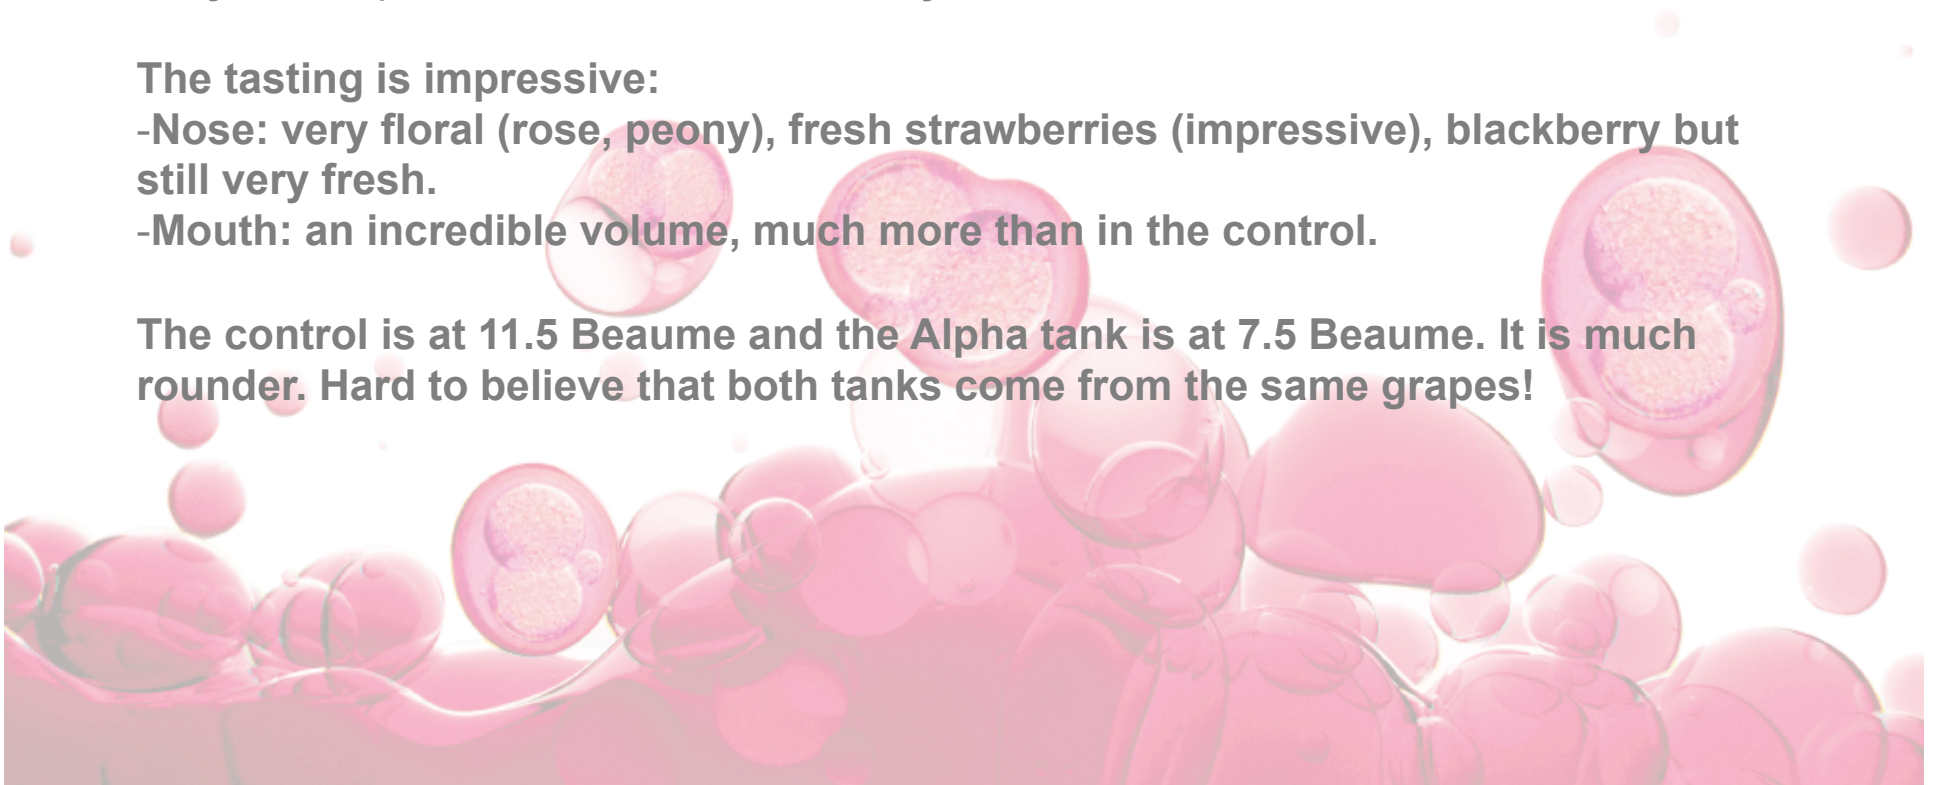 The tasting is impressive:
-Nose: very floral (rose, peony), fresh strawberries (impressive), blackberry but
still very fresh.
-Mouth: an incredible volume, much more than in the control.
The control is at 11.5 Beaume and the Alpha tank is at 7.5 Beaume. It is much
rounder. Hard to believe that both tanks come from the same grapes!